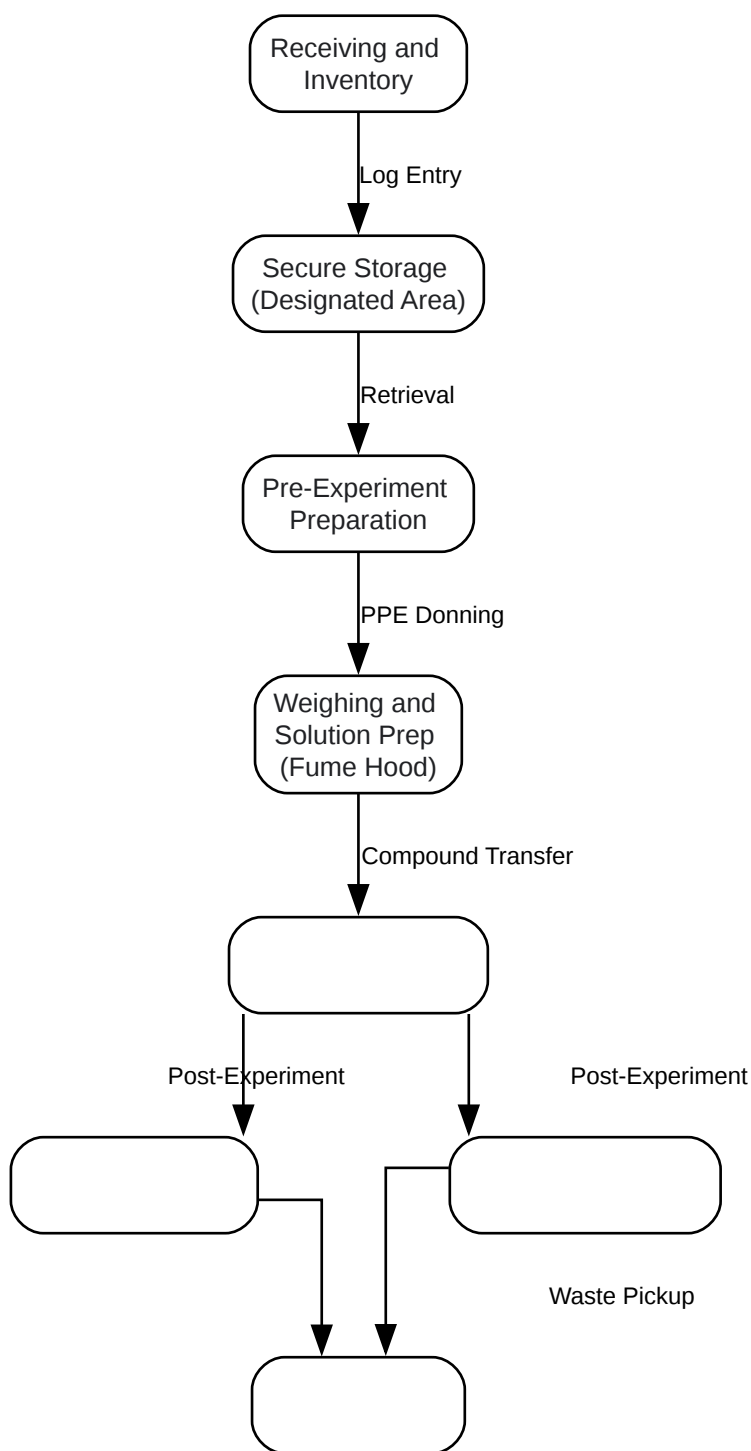 Receiving and
Inventory
Log Entry
Secure Storage
(Designated Area)
Retrieval
Pre-Experiment
Preparation
PPE Donning
Weighing and
Solution Prep
(Fume Hood)
Compound Transfer
Post-Experiment
Post-Experiment
Waste Pickup